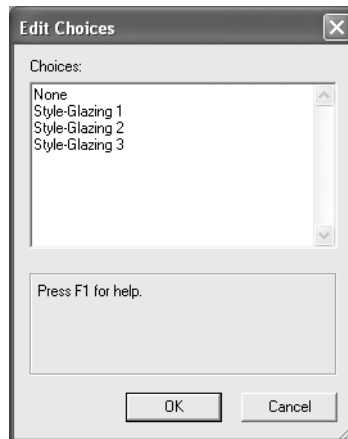 Edit Choices
Choices:
None
Style-Glazing 1
Style-Glazing 2
Style-Glazing 3
Press F1 for help.
OK
Cancel